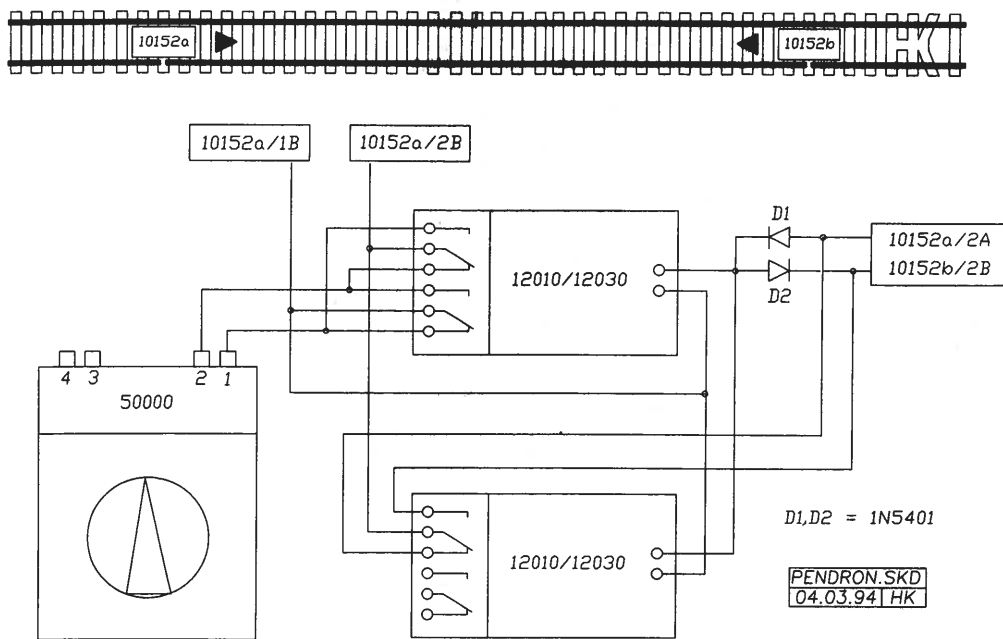 10152a
10152b
HK
10152a/1B
10152a/2B
D1
10152a/2A
12010/12030
10152b/2B
D2
4 3 2 1
50000
D1,D2 = 1N5401
12010/12030
PENDRON.SKD
04.03.94 HK